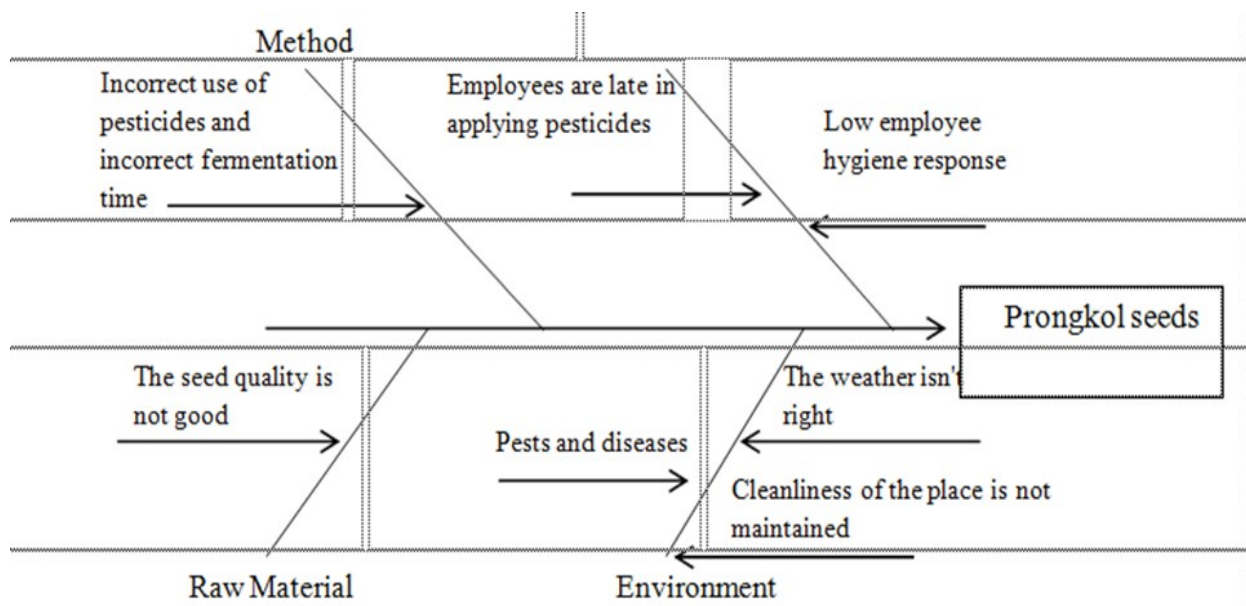 Method
Incorrect use of
pesticides and
incorrect fermentation
time
Employees are late in
applying pesticides
Low employee
hygiene response
Prongkol seeds
The seed quality is
not good
Pests and diseases
The weather isn't
right
Cleanliness of the place is not
maintained
Raw Material
Environment